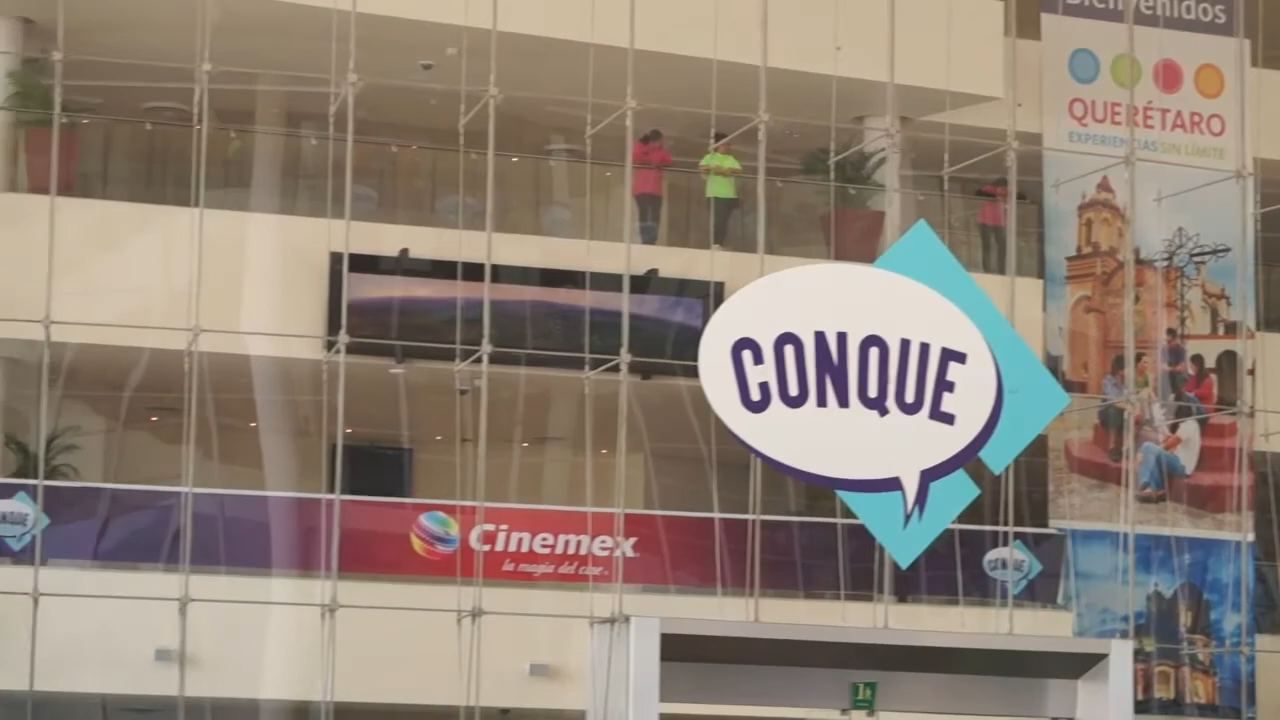 Bienvenidos
QUERÉTARO
EXPERIENCIAS SIN LÍMITE
CONQUE
CONQUE
Cinemex
la magia del cine
CONQUE